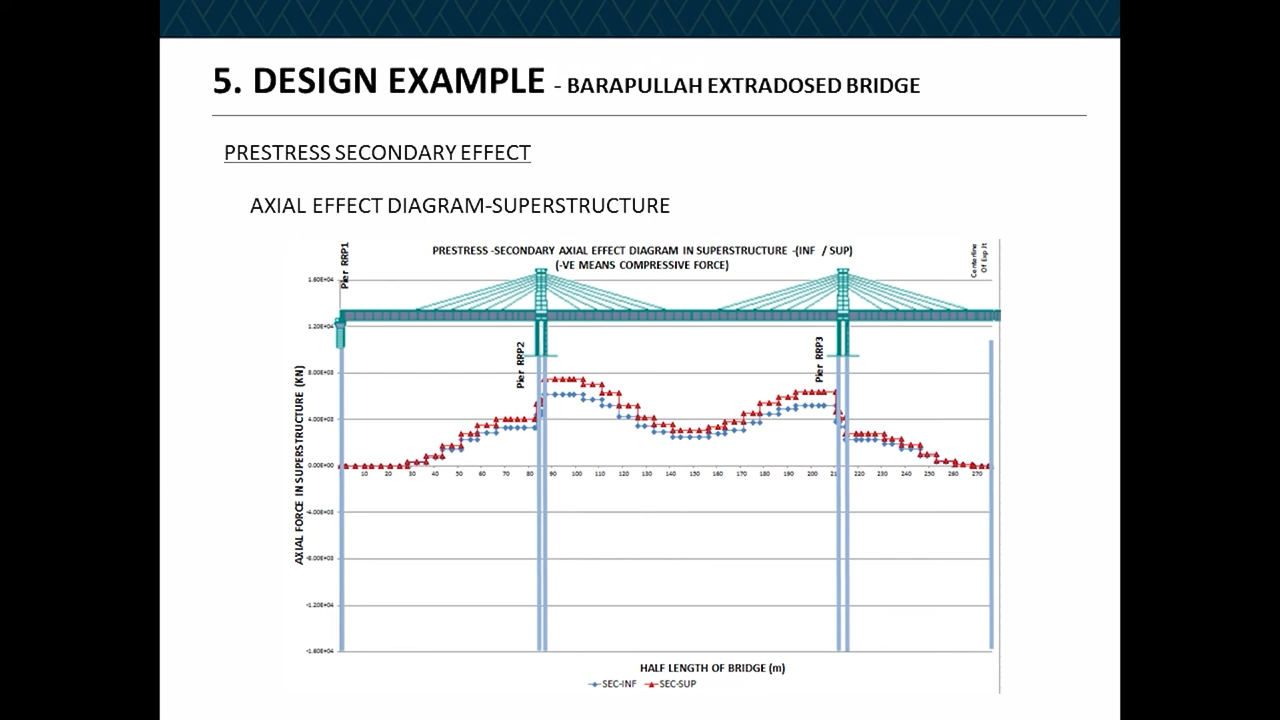 5. DESIGN EXAMPLE - BARAPULLAH EXTRADOSED BRIDGE
PRESTRESS SECONDARY EFFECT
AXIAL EFFECT DIAGRAM-SUPERSTRUCTURE
PRESTRESS -SECONDARY AXIAL EFFECT DIAGRAM IN SUPERSTRUCTURE -(INF / SUP)
(-VE MEANS COMPRESSIVE FORCE)
Pier RRP1
Centerline
Of Exp Jt
1.60E+04
1.20E+04
Pier RRP2
Pier RRP3
8.00E+03
4.00E+03
0.00E+00
10 20 30 40 50 60 70 80 90 100 110 120 130 140 150 160 170 180 190 200 210 220 230 240 250 260 270
-4.00E+03
-8.00E+03
-1.20E+04
-1.60E+04
AXIAL FORCE IN SUPERSTRUCTURE (KN)
HALF LENGTH OF BRIDGE (m)
SEC-INF SEC-SUP